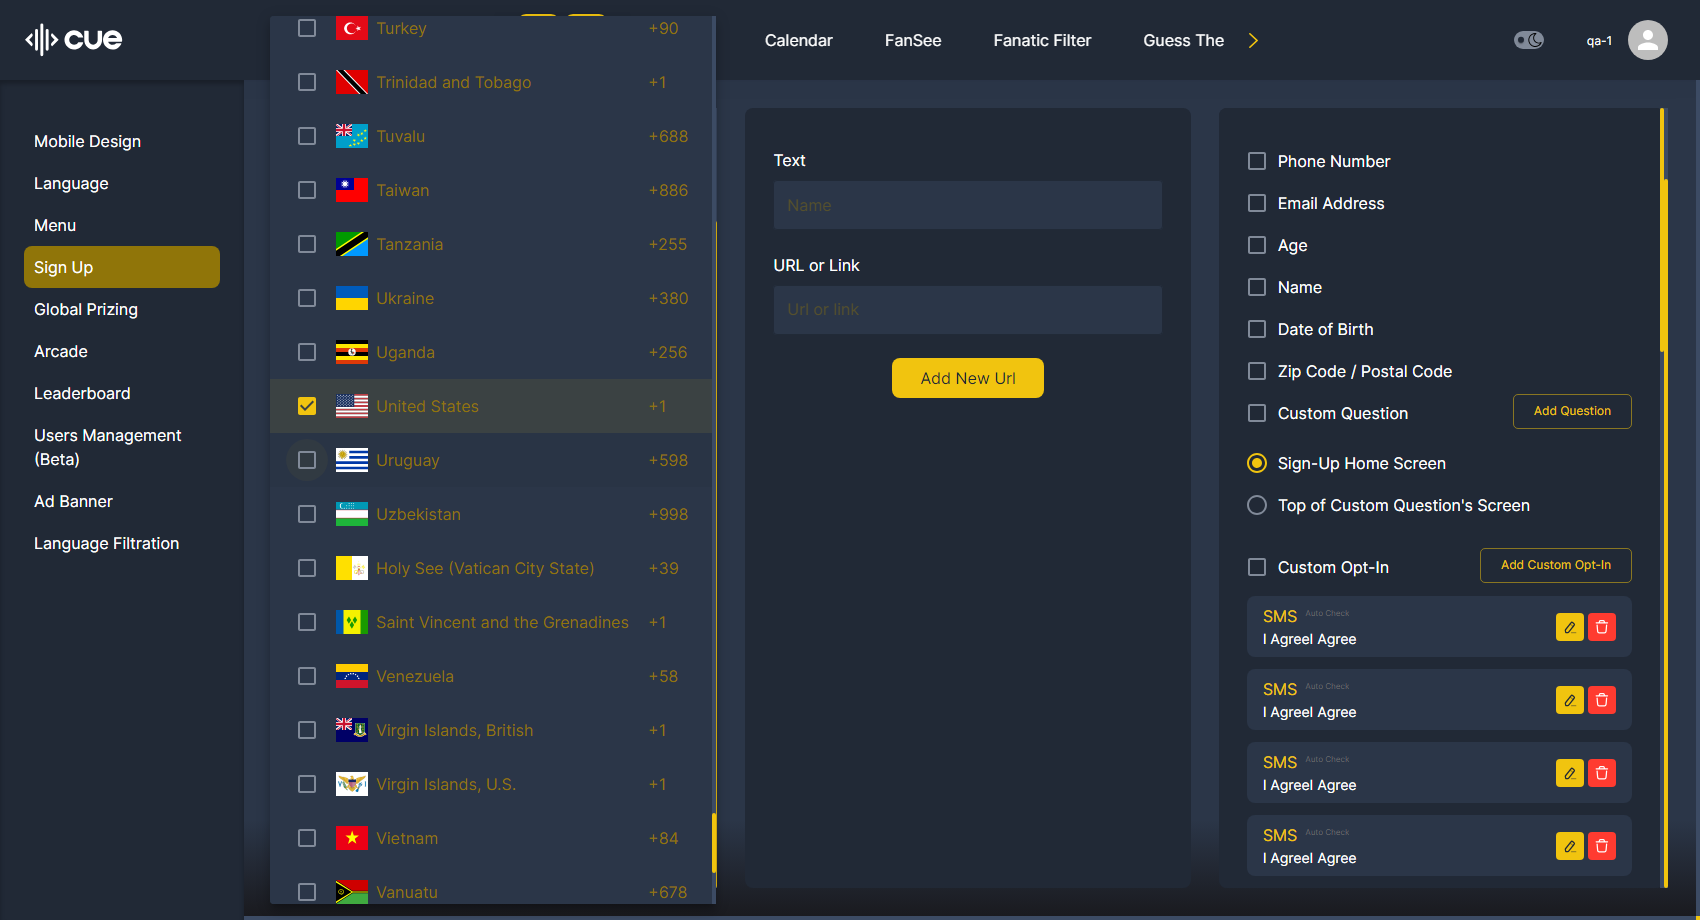 cue
Calendar
FanSee
Fanatic Filter
Guess The
qa-1
Mobile Design
Language
Menu
Sign Up
Global Prizing
Arcade
Leaderboard
Users Management
(Beta)
Ad Banner
Language Filtration
Turkey +90
Trinidad and Tobago +1
Tuvalu +688
Taiwan +886
Tanzania +255
Ukraine +380
Uganda +256
United States +1
Uruguay +598
Uzbekistan +998
Holy See (Vatican City State) +39
Saint Vincent and the Grenadines +1
Venezuela +58
Virgin Islands, British +1
Virgin Islands, U.S. +1
Vietnam +84
Vanuatu +678
Text
Name
URL or Link
Url or link
Add New Url
Phone Number
Email Address
Age
Name
Date of Birth
Zip Code / Postal Code
Custom Question
Add Question
Sign-Up Home Screen
Top of Custom Question's Screen
Custom Opt-In
Add Custom Opt-In
SMS Auto Check
I AgreeI Agree
SMS Auto Check
I AgreeI Agree
SMS Auto Check
I AgreeI Agree
SMS Auto Check
I AgreeI Agree